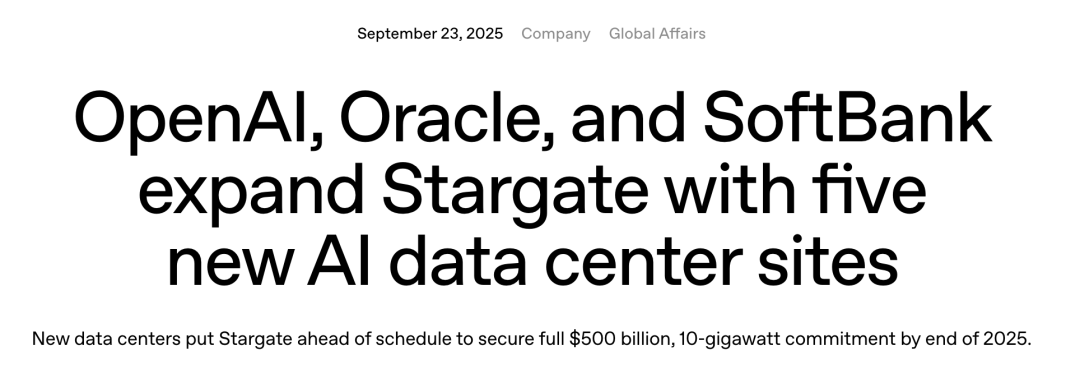 September 23, 2025 Company Global Affairs
OpenAI, Oracle, and SoftBank
expand Stargate with five
new AI data center sites
New data centers put Stargate ahead of schedule to secure full $500 billion, 10-gigawatt commitment by end of 2025.